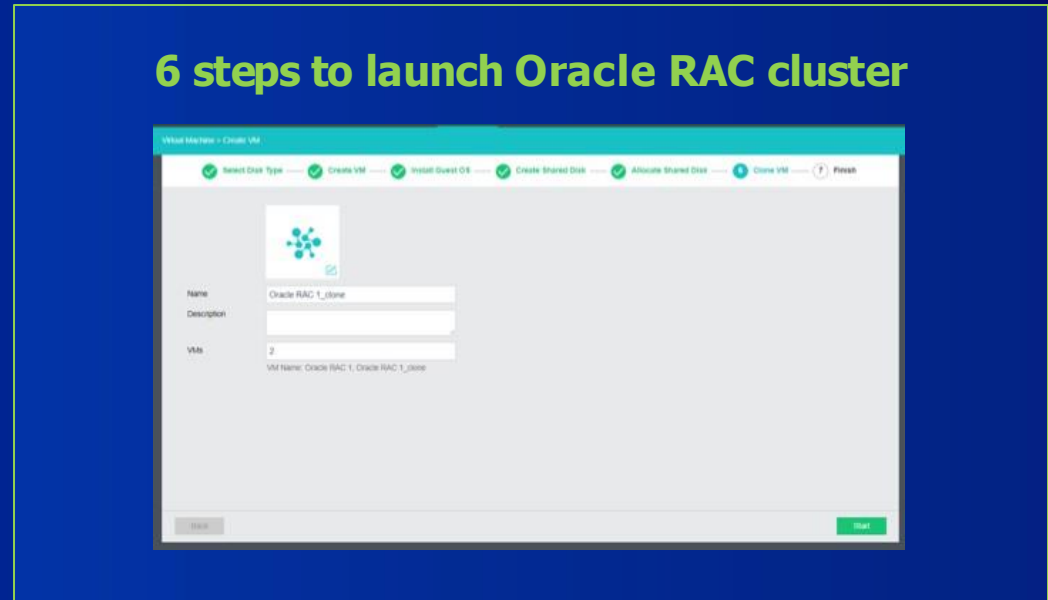 6 steps to launch Oracle RAC cluster
Virtual Machine > Create VM
Select Disk Type Create VM Install Guest OS Create Shared Disk Allocate Shared Disk 6 Clone VM 7 Finish
Name Oracle RAC 1_clone
Description
VMs 2
VM Name: Oracle RAC 1, Oracle RAC 1_clone
Back Start